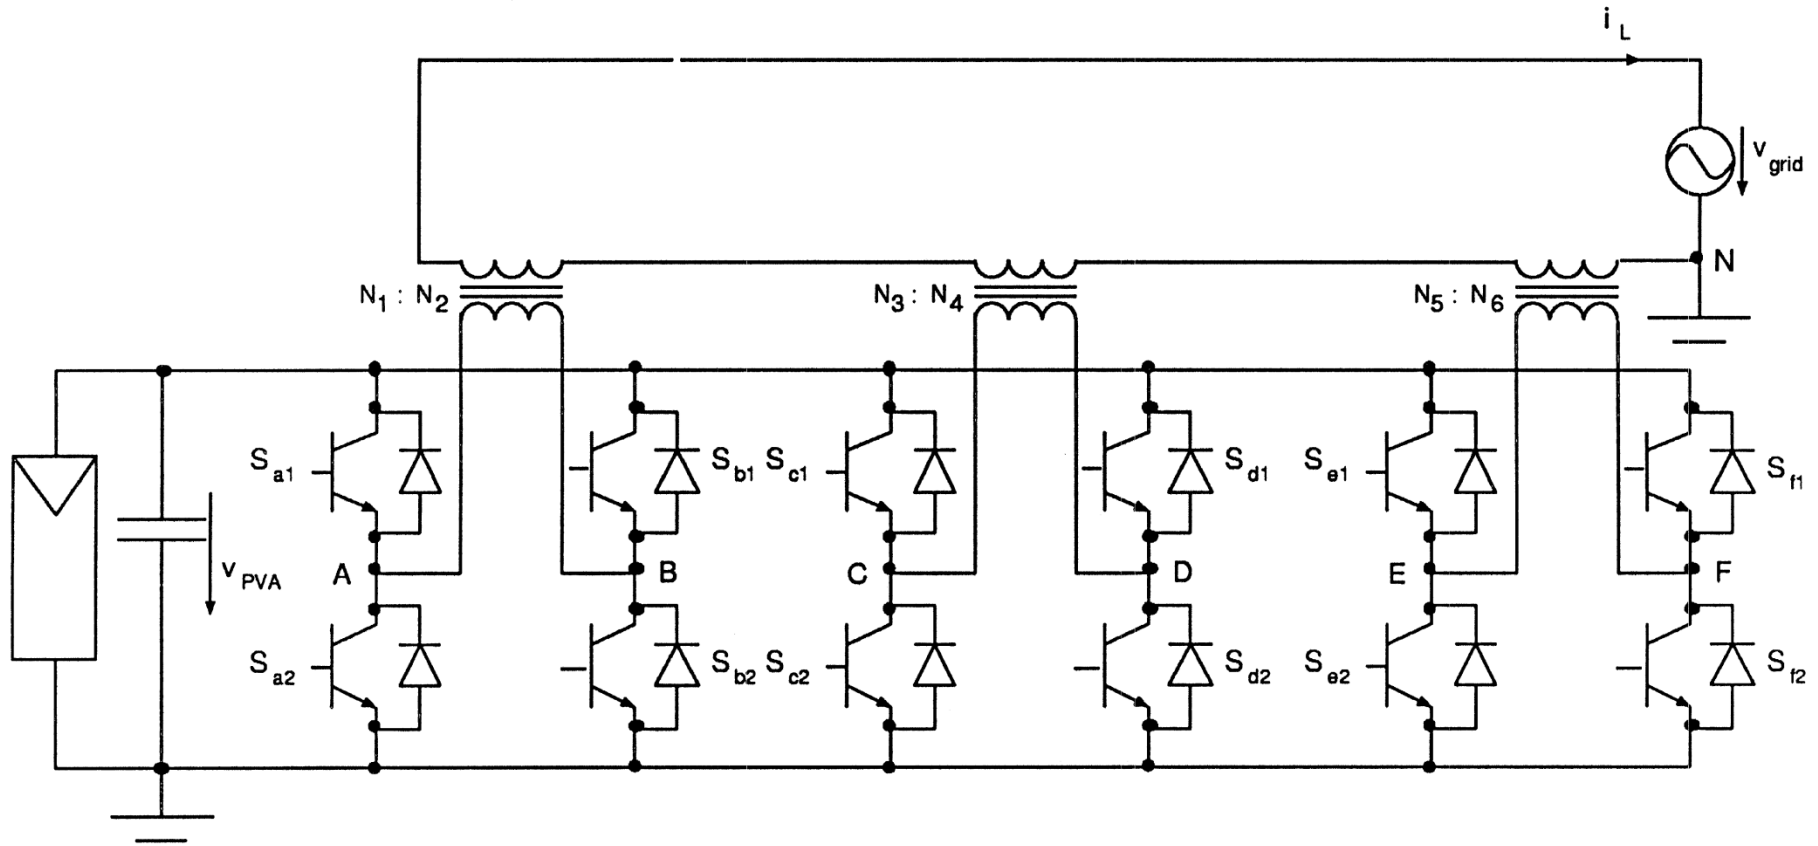 i L
v grid
N
N1 : N2
N3 : N4
N5 : N6
Sa1
Sb1
Sc1
Sd1
Se1
Sf1
v PVA
A
B
C
D
E
F
Sa2
Sb2
Sc2
Sd2
Se2
Sf2